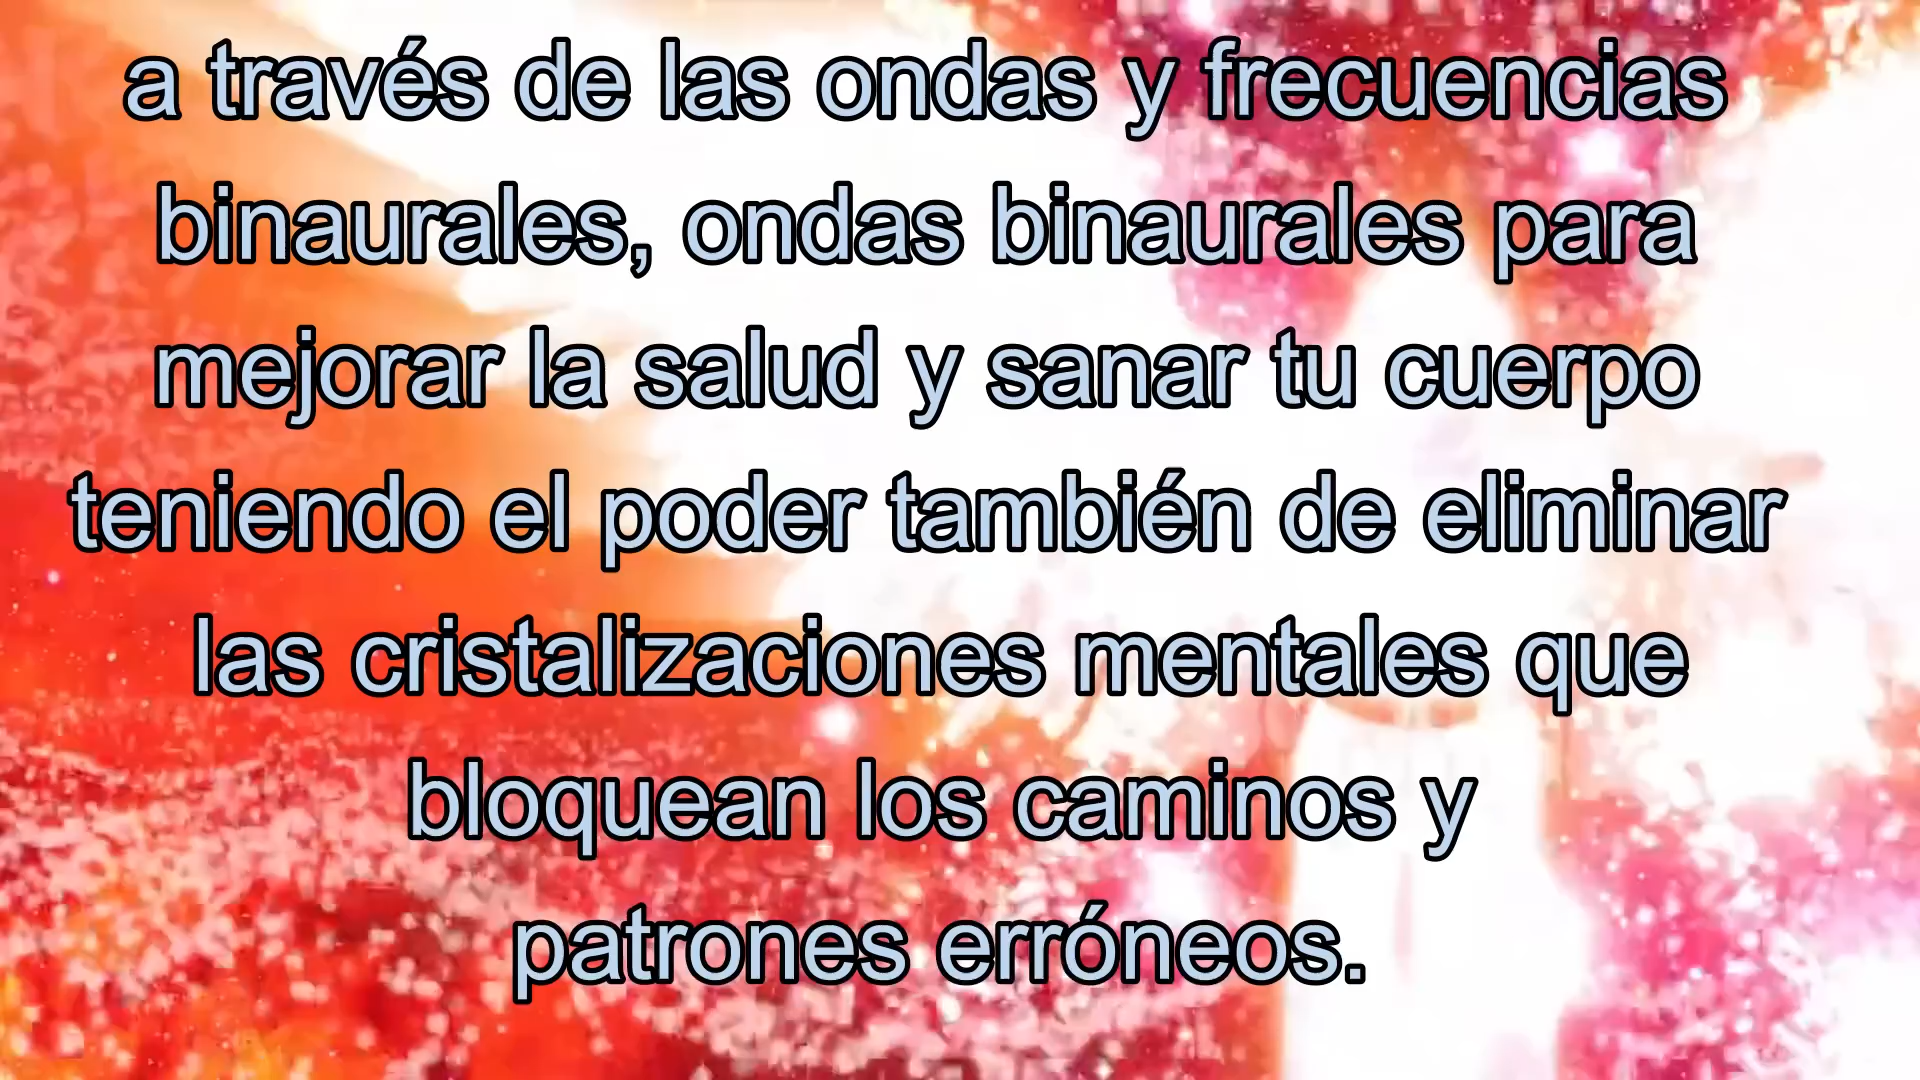 a través de las ondas y frecuencias
binaurales, ondas binaurales para
mejorar la salud y sanar tu cuerpo
teniendo el poder también de eliminar
las cristalizaciones mentales que
bloquean los caminos y
patrones erróneos.